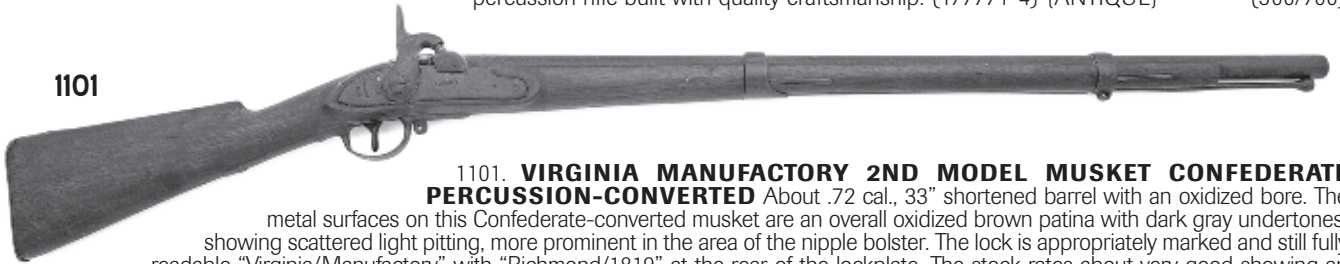 percussion rifle built with quality craftsmanship. (177771-4) {ANTIQUE} (500/700)
1101
1101. VIRGINIA MANUFACTORY 2ND MODEL MUSKET CONFEDERATE
PERCUSSION-CONVERTED About .72 cal., 33” shortened barrel with an oxidized bore. The
metal surfaces on this Confederate-converted musket are an overall oxidized brown patina with dark gray undertones
showing scattered light pitting, more prominent in the area of the nipple bolster. The lock is appropriately marked and still fully
readable “Virginia/Manufactory” with “Richmond/1819” at the rear of the lockplate. The stock rates about very good showing an